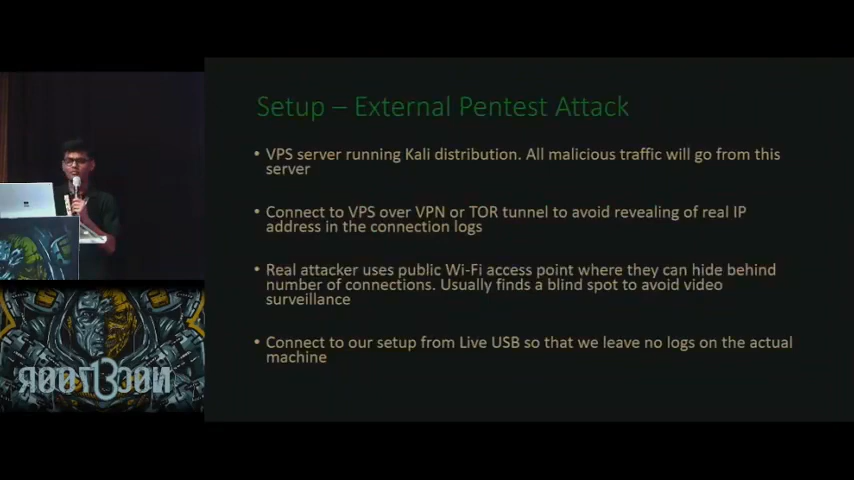 Setup – External Pentest Attack
• VPS server running Kali distribution. All malicious traffic will go from this
server
• Connect to VPS over VPN or TOR tunnel to avoid revealing of real IP
address in the connection logs
• Real attacker uses public Wi-Fi access point where they can hide behind
number of connections. Usually finds a blind spot to avoid video
surveillance
• Connect to our setup from Live USB so that we leave no logs on the actual
machine